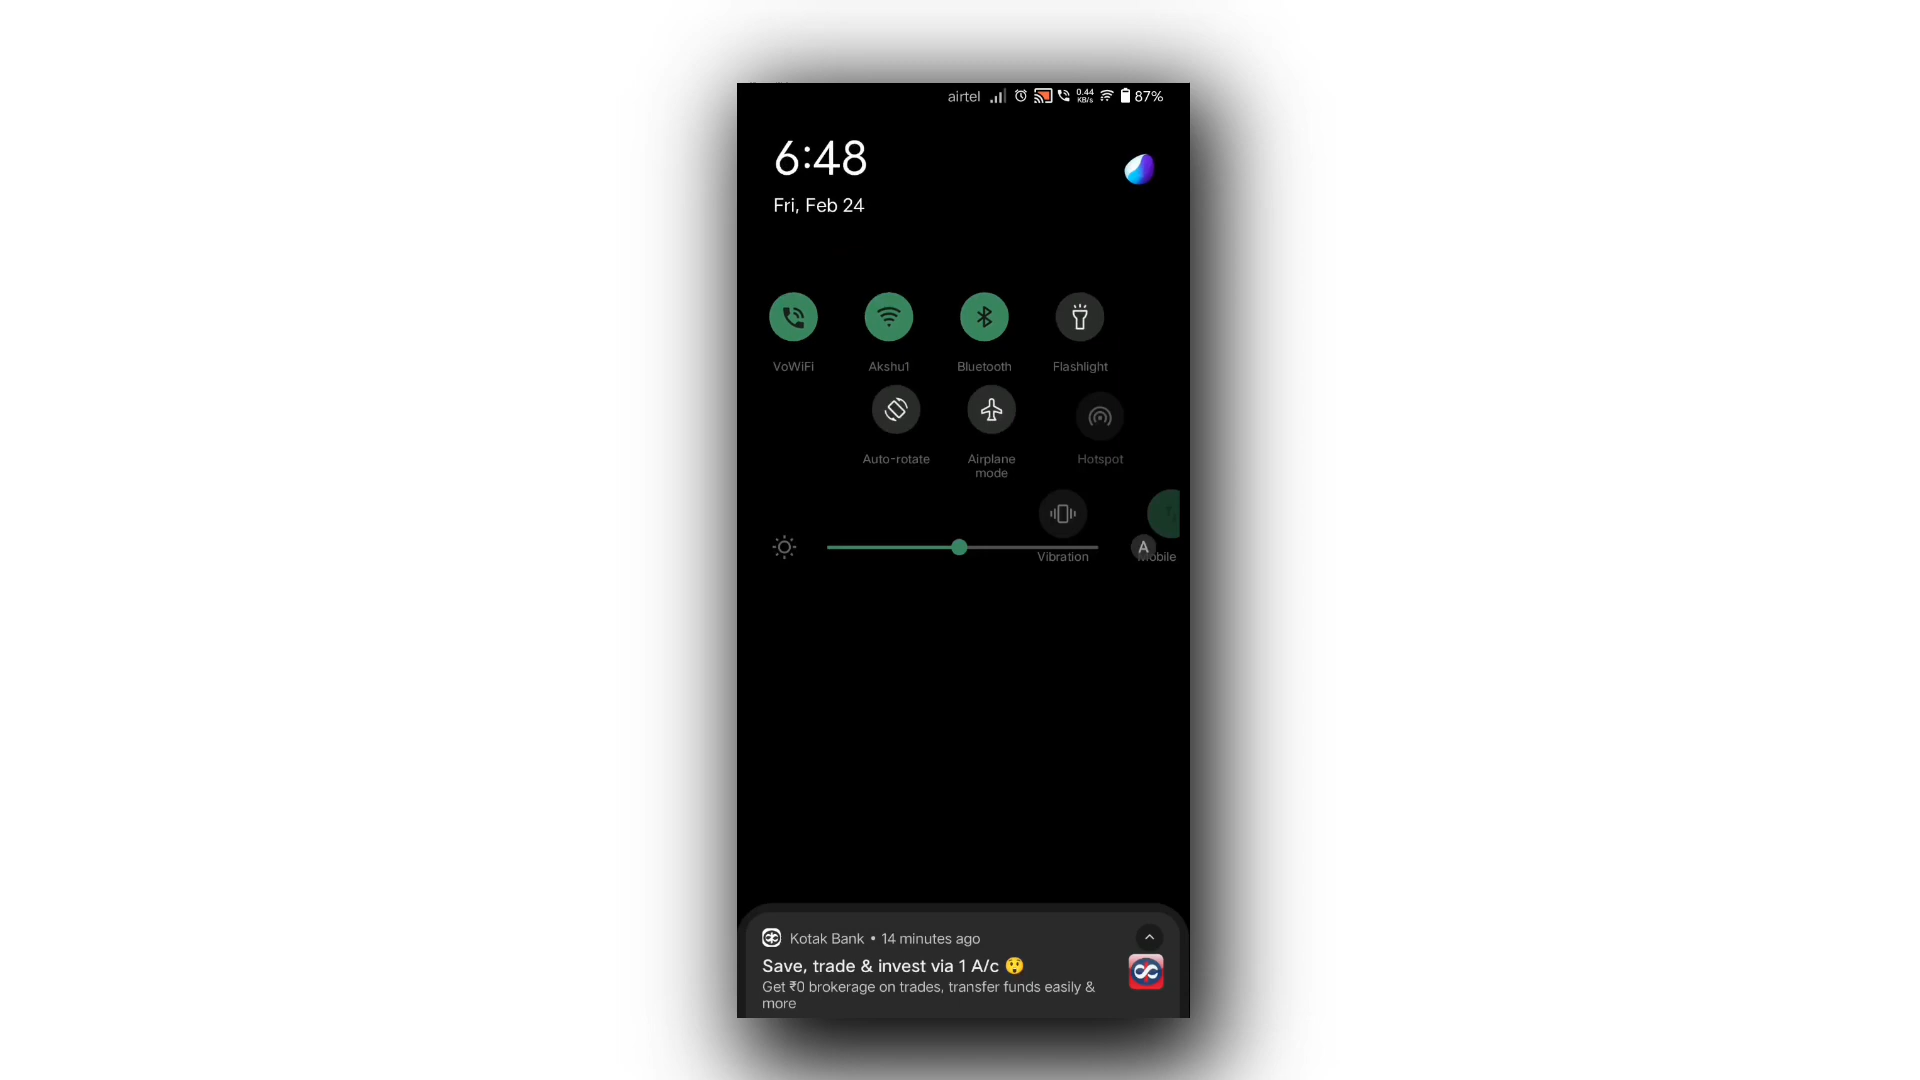 airtel 0.44 KB/s 87%
6:48
Fri, Feb 24
VoWiFi Akshu1 Bluetooth Flashlight
Auto-rotate Airplane mode Hotspot
A
Vibration Mobile
Kotak Bank • 14 minutes ago
Save, trade & invest via 1 A/c 😲
Get ₹0 brokerage on trades, transfer funds easily &
more